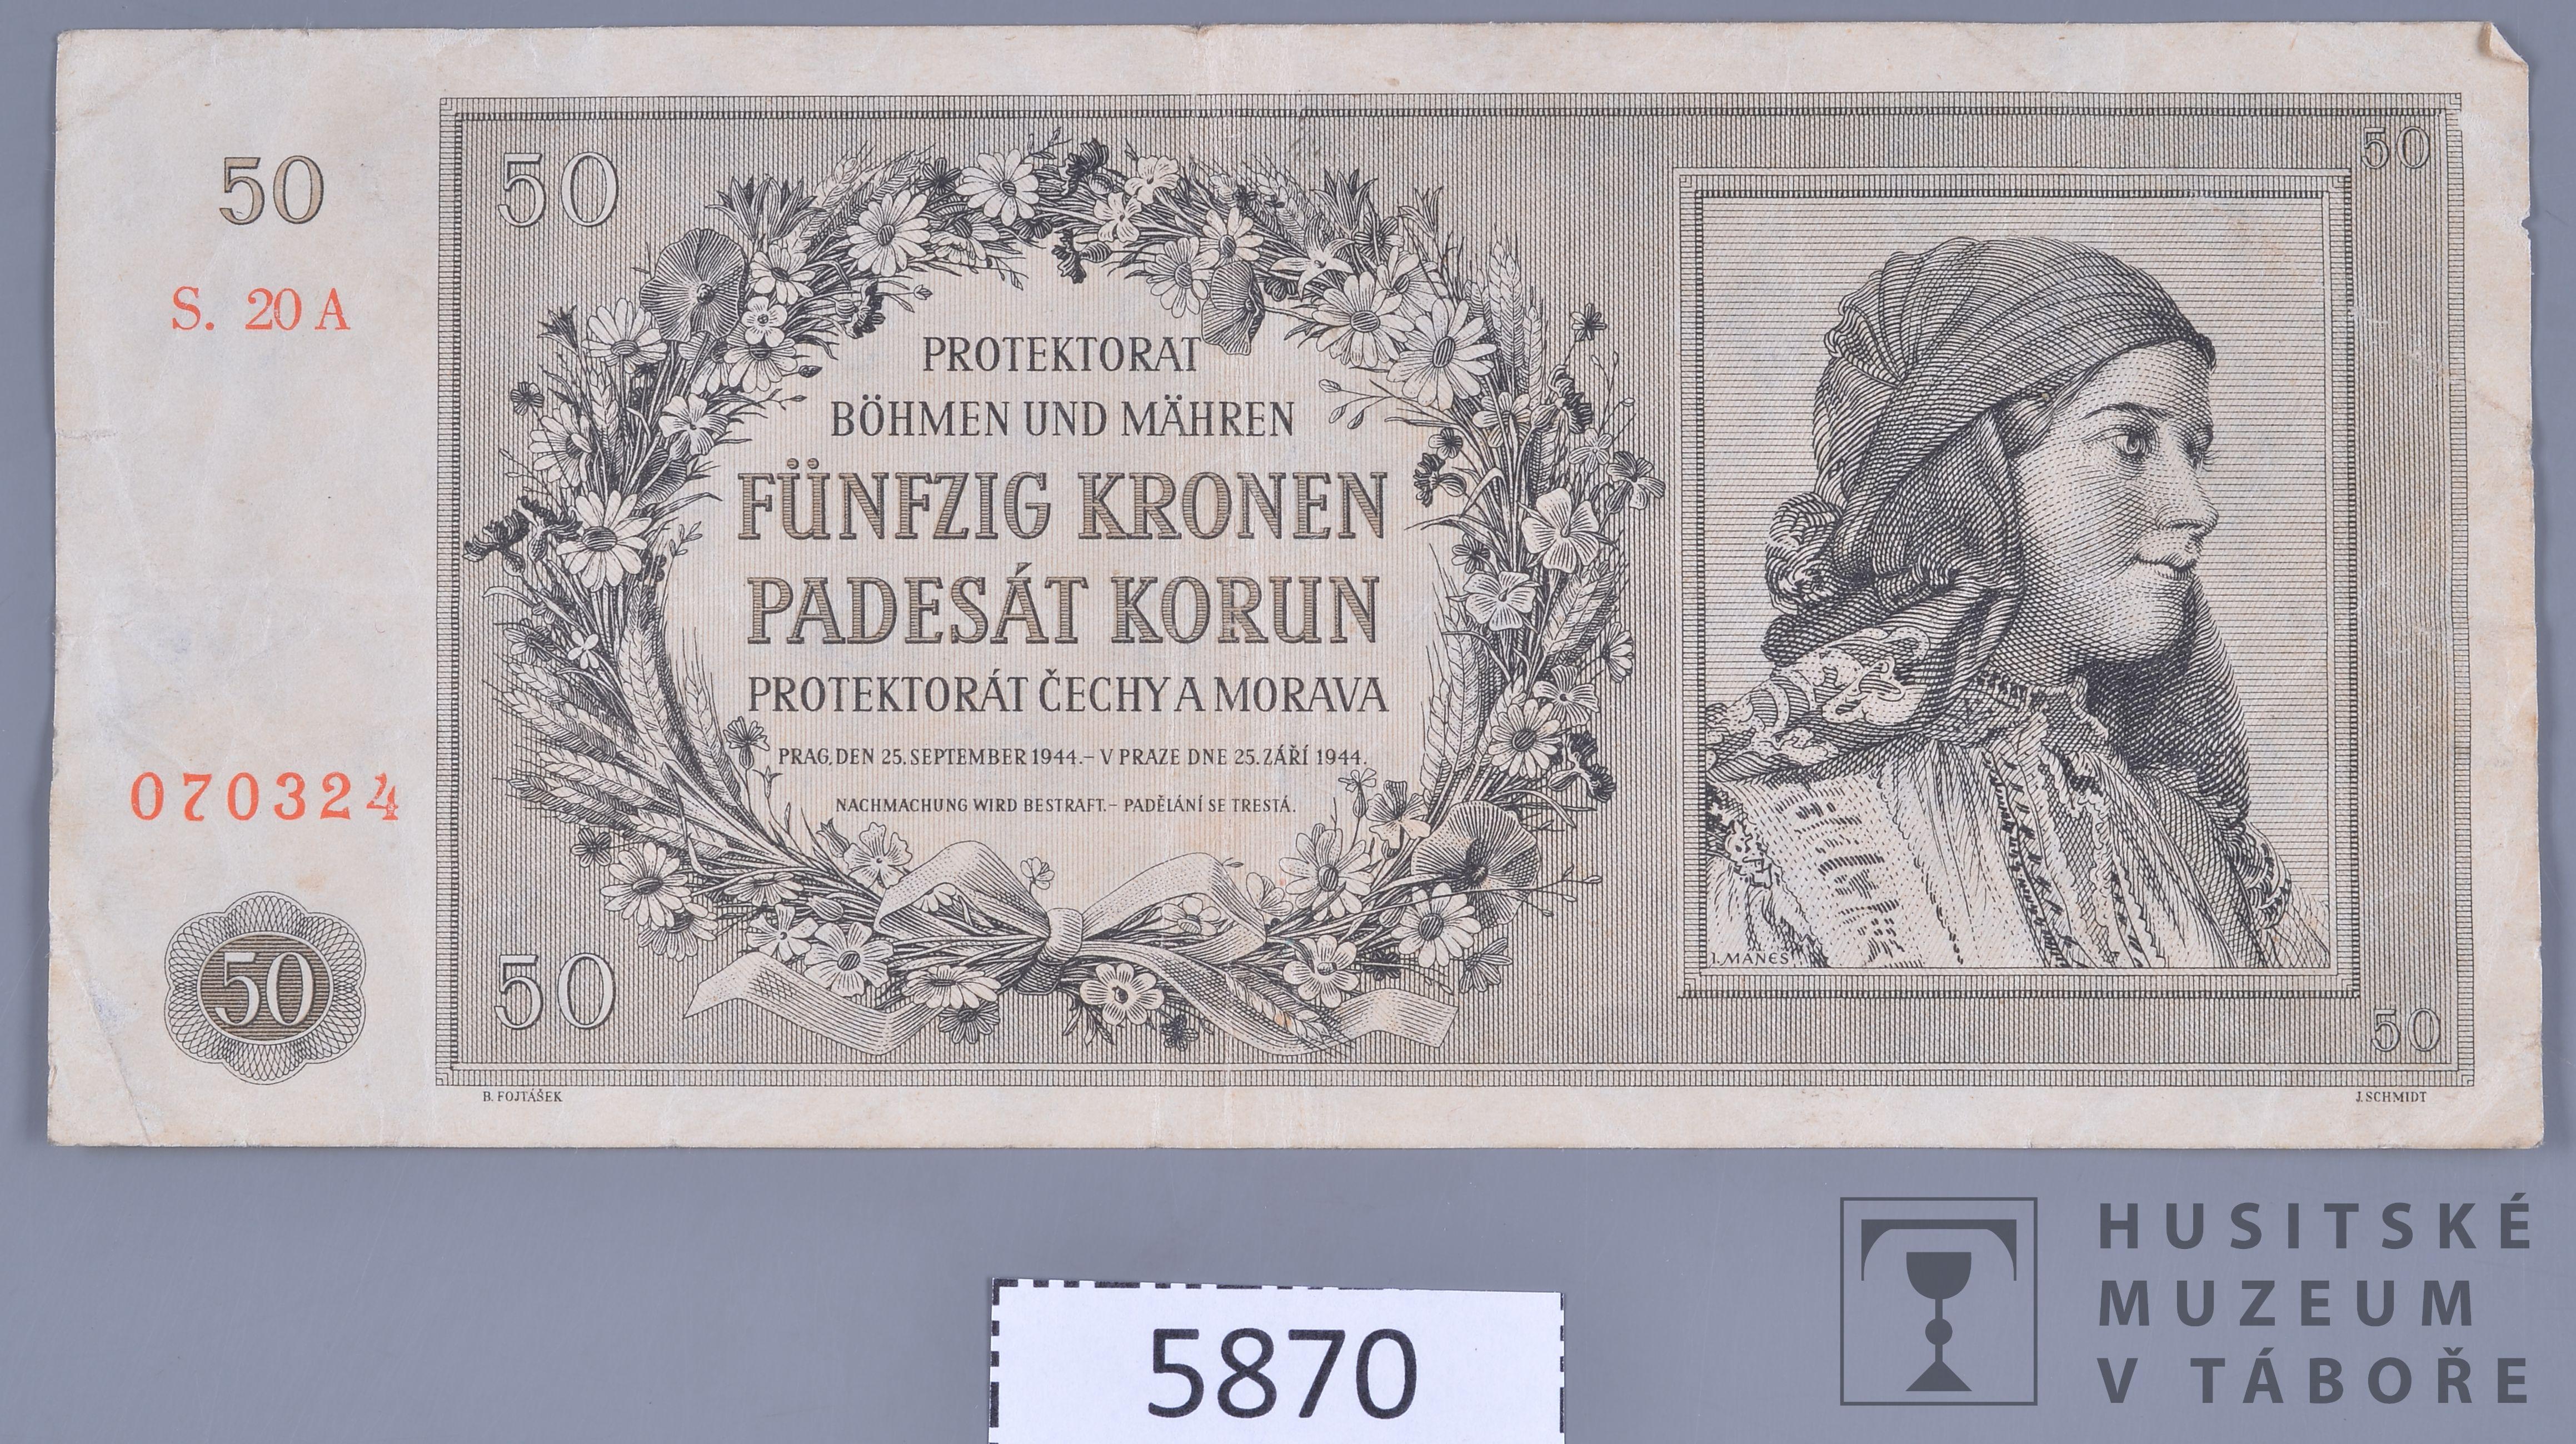 50
S. 20 A
070324
50
50
50
PROTEKTORAT
BÖHMEN UND MÄHREN
FÜNFZIG KRONEN
PADESÁT KORUN
PROTEKTORÁT ČECHY A MORAVA
PRAG, DEN 25. SEPTEMBER 1944. – V PRAZE DNE 25. ZÁŘÍ 1944.
NACHMACHUNG WIRD BESTRAFT. – PADĚLÁNÍ SE TRESTÁ.
50
I. MÁNES
50
B. FOJTÁŠEK
J. SCHMIDT
5870
HUSITSKÉ
MUZEUM
V TÁBOŘE